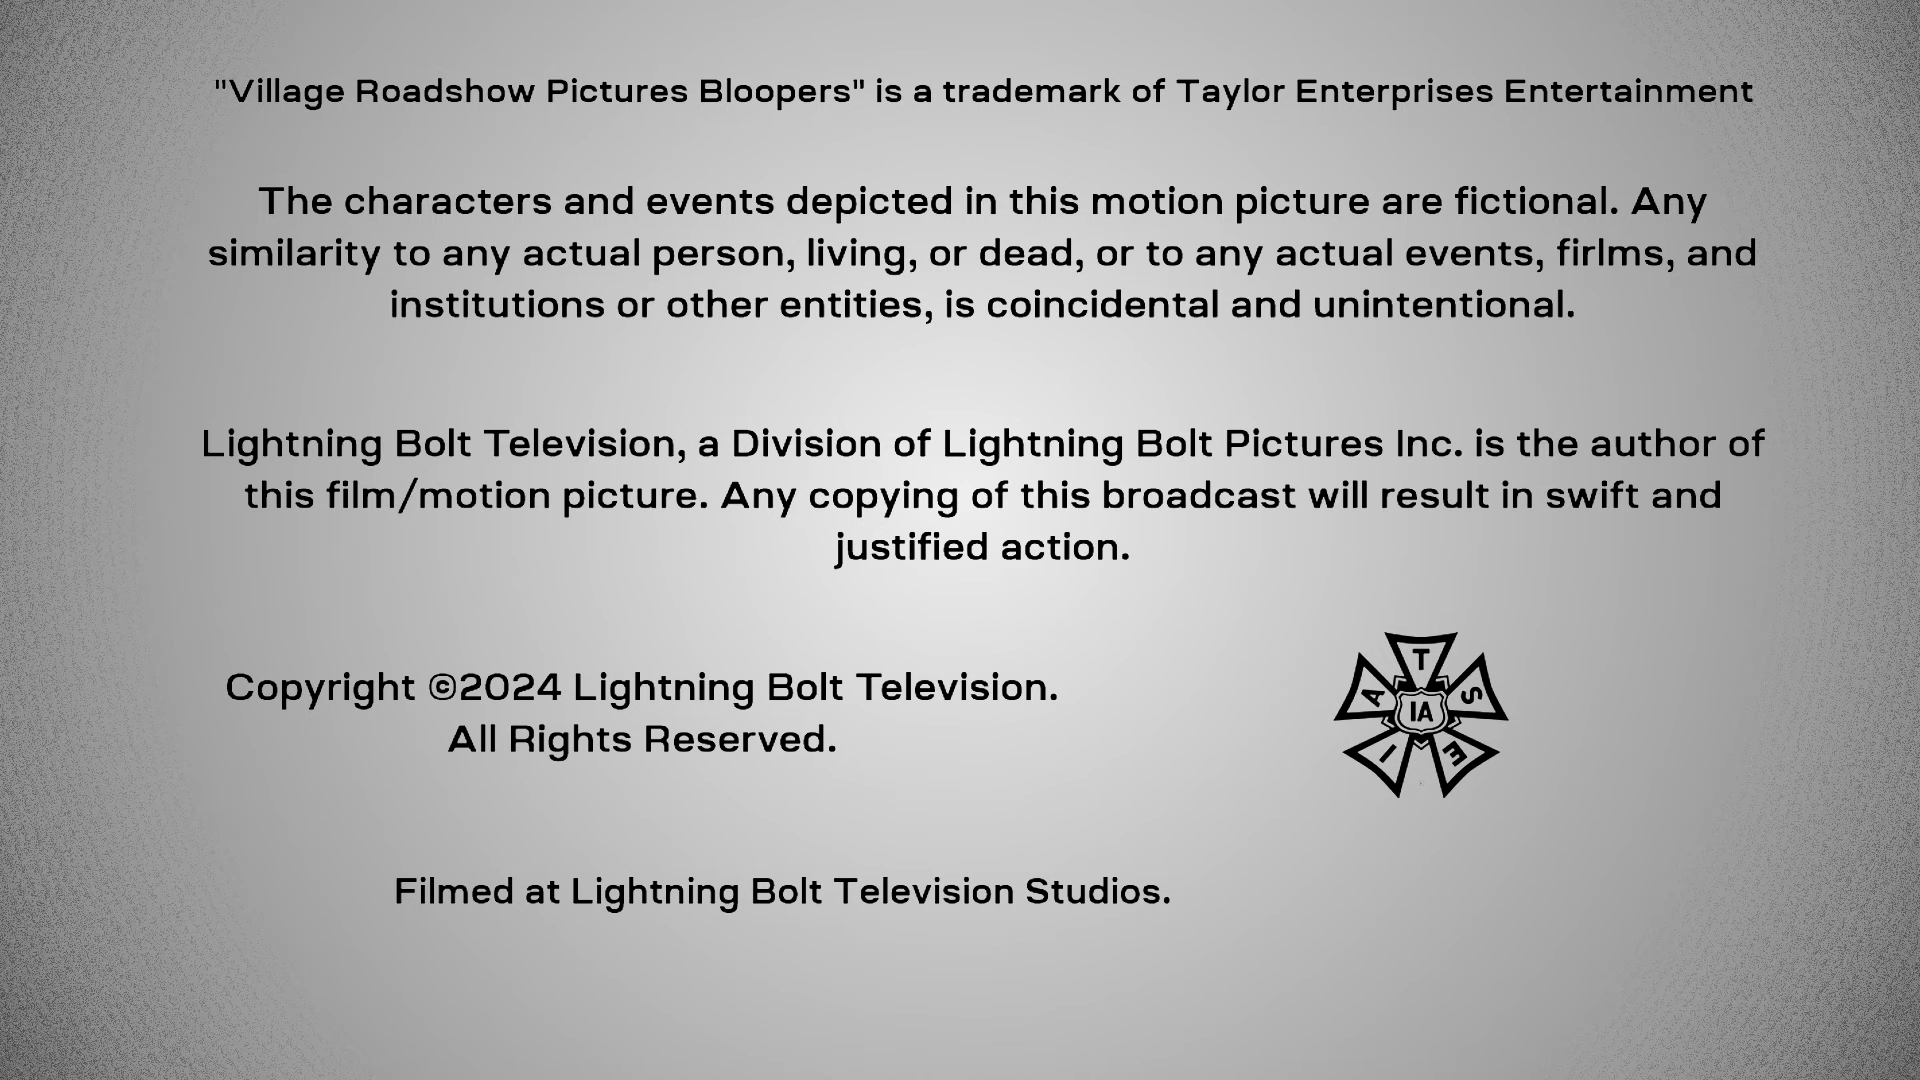 "Village Roadshow Pictures Bloopers" is a trademark of Taylor Enterprises Entertainment
The characters and events depicted in this motion picture are fictional. Any
similarity to any actual person, living, or dead, or to any actual events, firlms, and
institutions or other entities, is coincidental and unintentional.
Lightning Bolt Television, a Division of Lightning Bolt Pictures Inc. is the author of
this film/motion picture. Any copying of this broadcast will result in swift and
justified action.
Copyright ©2024 Lightning Bolt Television.
All Rights Reserved.
I A T S E
IA
Filmed at Lightning Bolt Television Studios.